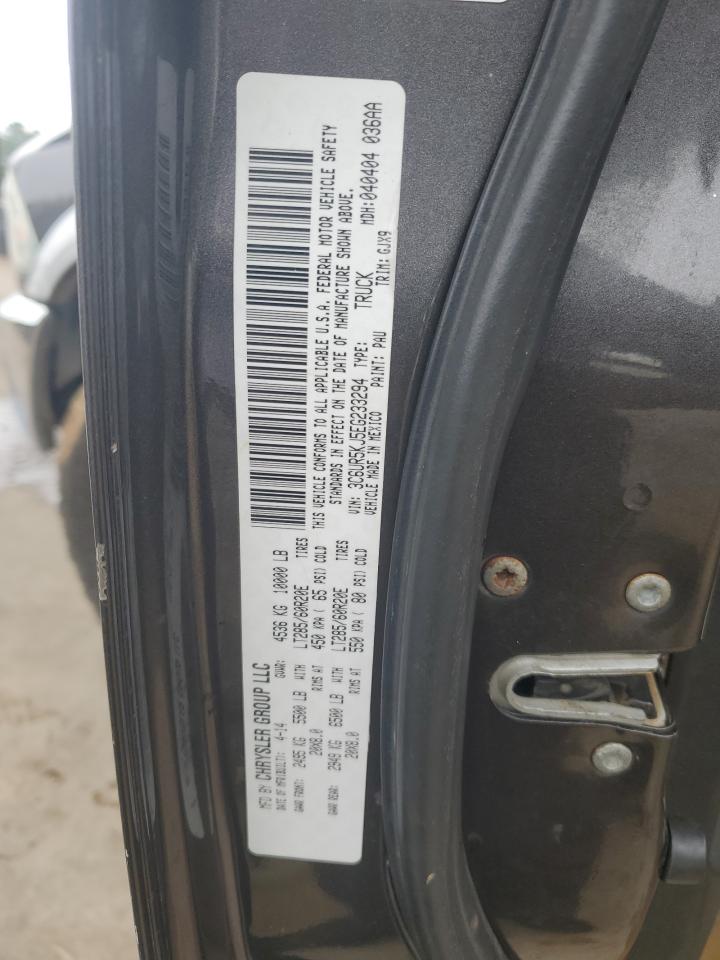 MFD BY CHRYSLER GROUP LLC
DATE OF MFR(BUILT): 4-14 GVWR: 4536 KG 10000 LB
GAWR FRONT: 2495 KG 5500 LB WITH LT285/60R20E TIRES
20X8.0 RIMS AT 450 KPA ( 65 PSI) COLD
GAWR REAR: 2949 KG 6500 LB WITH LT285/60R20E TIRES
20X8.0 RIMS AT 550 KPA ( 80 PSI) COLD
THIS VEHICLE CONFORMS TO ALL APPLICABLE U.S.A. FEDERAL MOTOR VEHICLE SAFETY
STANDARDS IN EFFECT ON THE DATE OF MANUFACTURE SHOWN ABOVE.
VIN: 3C6UR5KJ5EG233294 TYPE: TRUCK MDH:040404 036AA
VEHICLE MADE IN MEXICO PAINT: PAU TRIM: GJX9